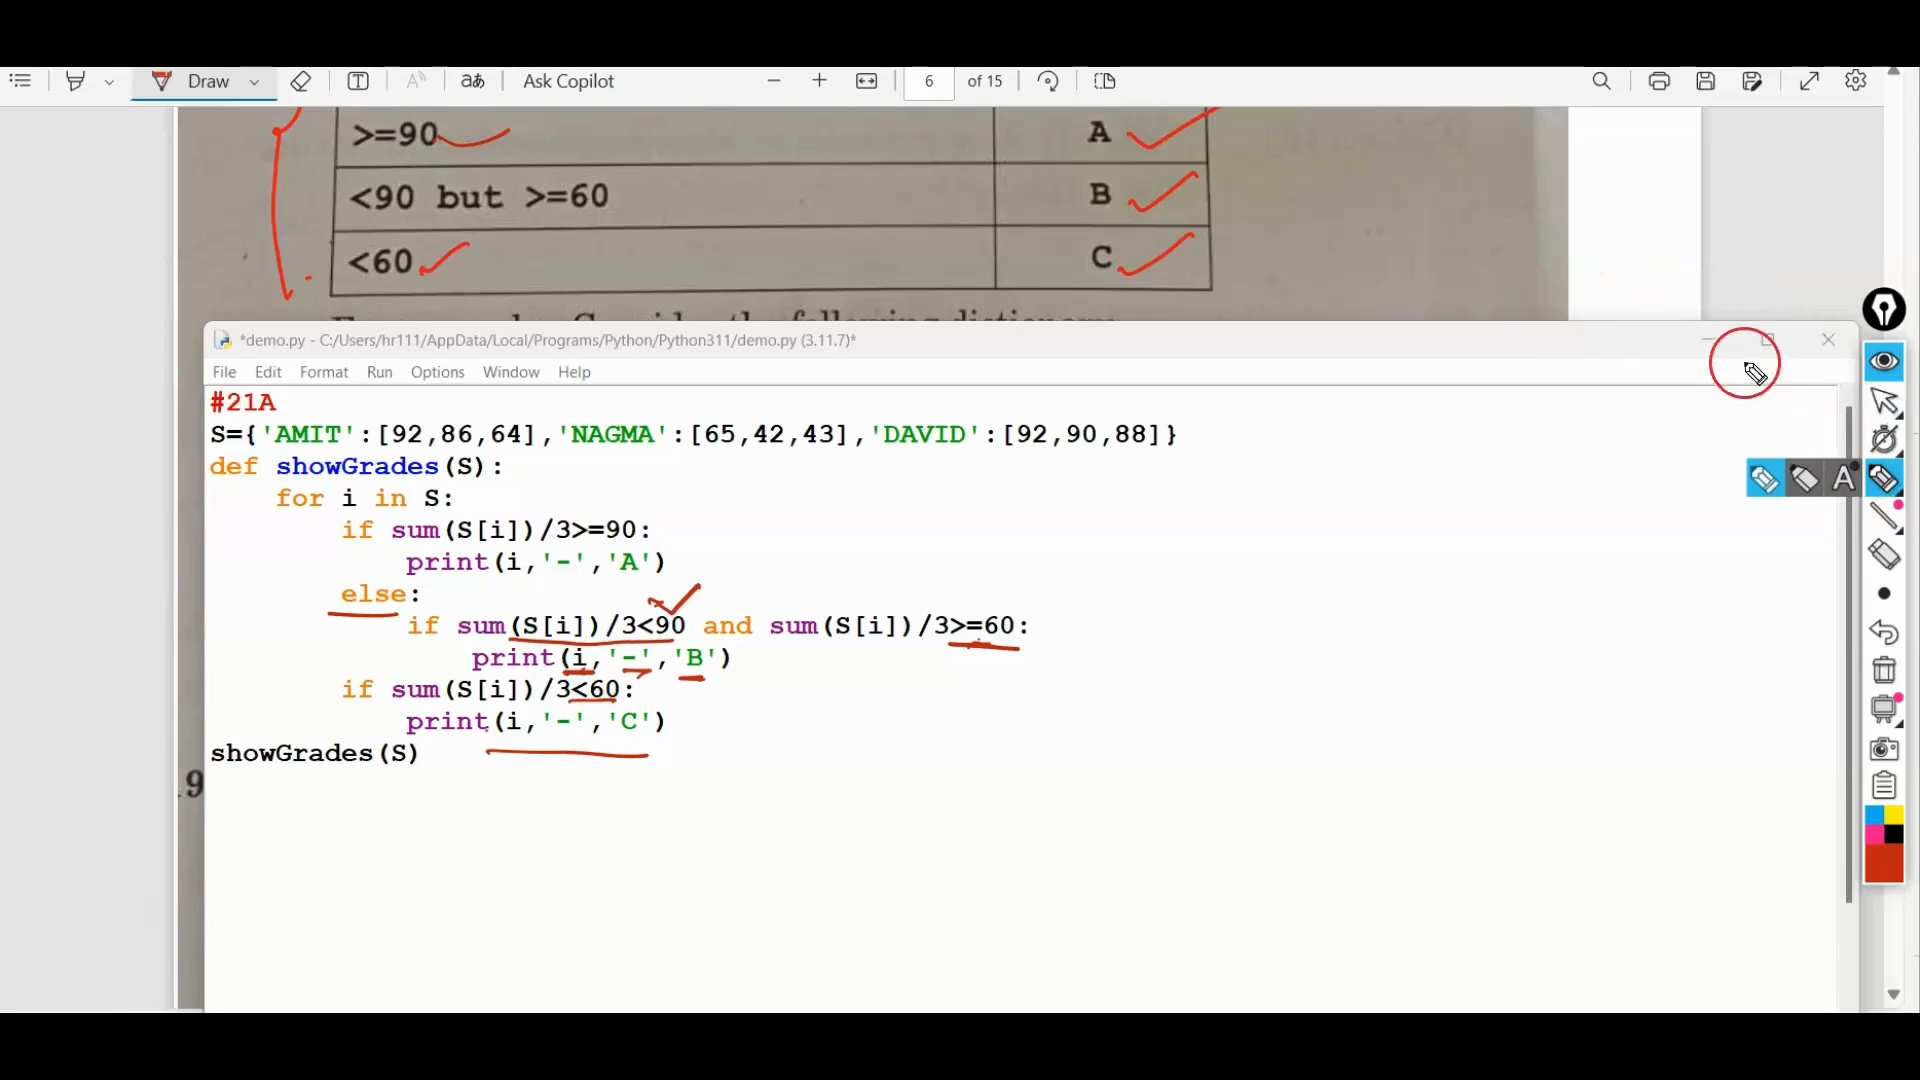 Draw aあ Ask Copilot 6 of 15
>=90 A
<90 but >=60 B
<60 C
*demo.py - C:/Users/hr111/AppData/Local/Programs/Python/Python311/demo.py (3.11.7)*
File Edit Format Run Options Window Help
#21A
S={'AMIT':[92,86,64],'NAGMA':[65,42,43],'DAVID':[92,90,88]}
def showGrades(S):
for i in S:
if sum(S[i])/3>=90:
print(i,'-','A')
else:
if sum(S[i])/3<90 and sum(S[i])/3>=60:
print(i,'-','B')
if sum(S[i])/3<60:
print(i,'-','C')
showGrades(S)
9